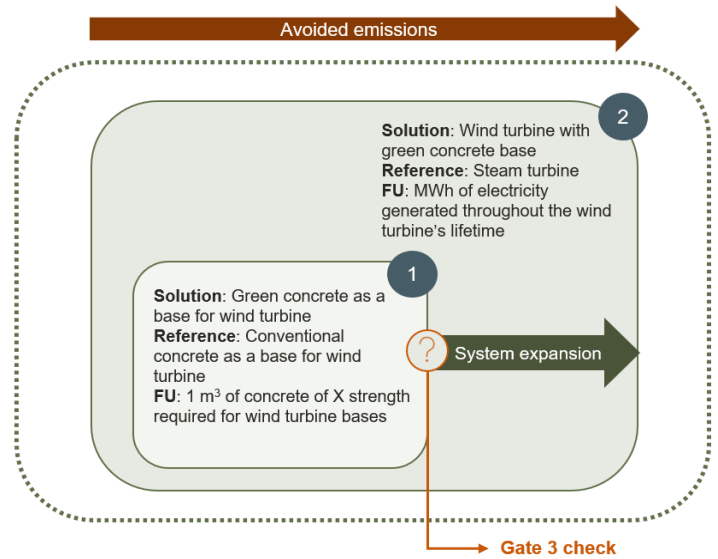 Avoided emissions
2
Solution: Wind turbine with
green concrete base
Reference: Steam turbine
FU: MWh of electricity
generated throughout the wind
turbine's lifetime
1
Solution: Green concrete as a
base for wind turbine
Reference: Conventional
concrete as a base for wind
turbine
FU: 1 m³ of concrete of X strength
required for wind turbine bases
?
System expansion
Gate 3 check